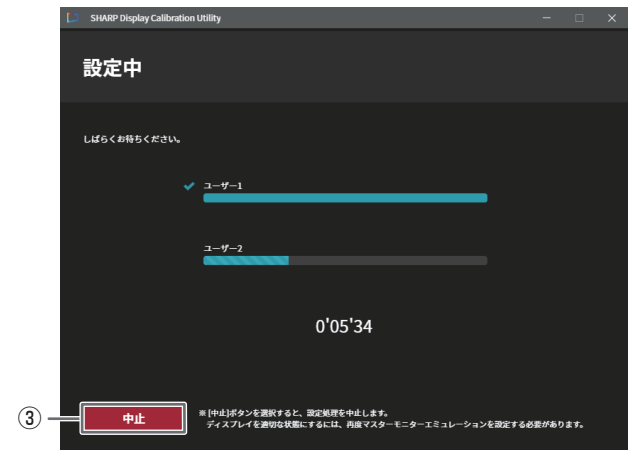 SHARP Display Calibration Utility
設定中
しばらくお待ちください。
ユーザー1
ユーザー2
0'05'34
③
中止
※ [中止]ボタンを選択すると、設定処理を中止します。
ディスプレイを適切な状態にするには、再度マスターモニターエミュレーションを設定する必要があります。